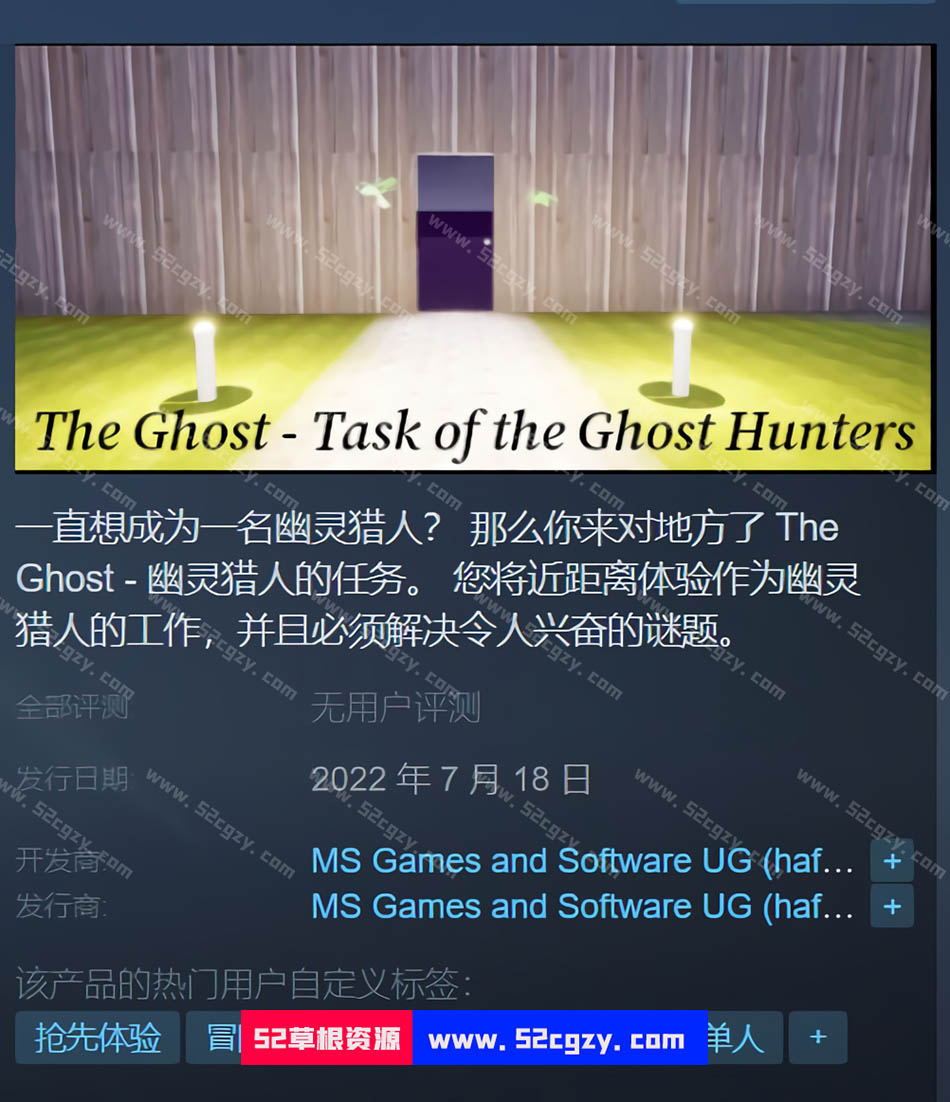 The Ghost - Task of the Ghost Hunters
一直想成为一名幽灵猎人? 那么你来对地方了 The
Ghost - 幽灵猎人的任务。 您将近距离体验作为幽灵
猎人的工作，并且必须解决令人兴奋的谜题。
全部评测 无用户评测
发行日期: 2022 年 7 月 18 日
开发商: MS Games and Software UG (haf... +
发行商: MS Games and Software UG (haf... +
该产品的热门用户自定义标签:
抢先体验 52草根资源 www.52cgzy.com 单人 +